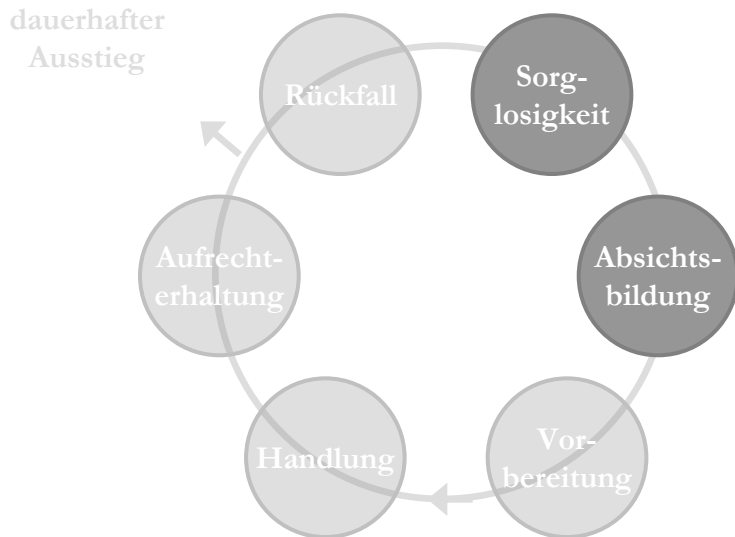 dauerhafter
Ausstieg
Rückfall
Sorg-
losigkeit
Aufrecht-
erhaltung
Absichts-
bildung
Handlung
Vor-
bereitung